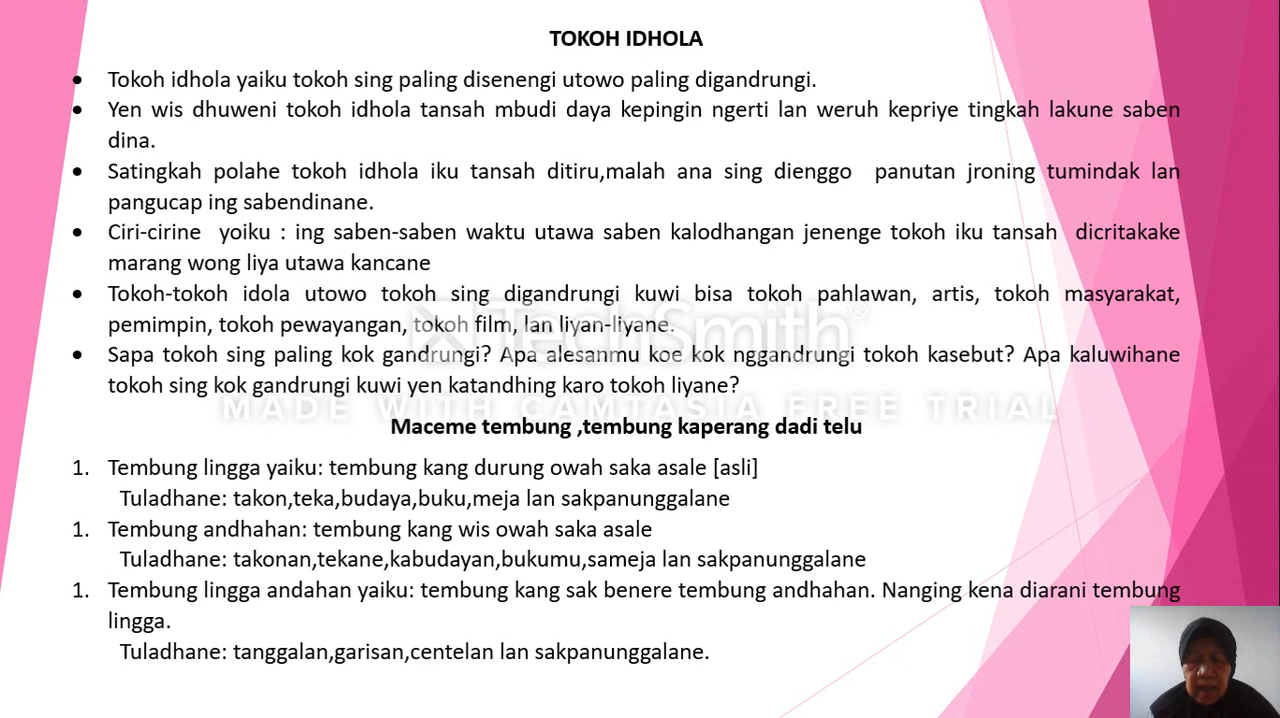 TOKOH IDHOLA
• Tokoh idhola yaiku tokoh sing paling disenengi utowo paling digandrungi.
• Yen wis dhuweni tokoh idhola tansah mbudi daya kepingin ngerti lan weruh kepriye tingkah lakune saben
dina.
• Satingkah polahe tokoh idhola iku tansah ditiru,malah ana sing dienggo panutan jroning tumindak lan
pangucap ing sabendinane.
• Ciri-cirine yoiku : ing saben-saben waktu utawa saben kalodhangan jenenge tokoh iku tansah dicritakake
marang wong liya utawa kancane
• Tokoh-tokoh idola utowo tokoh sing digandrungi kuwi bisa tokoh pahlawan, artis, tokoh masyarakat,
pemimpin, tokoh pewayangan, tokoh film, lan liyan-liyane.
TechSmith®
• Sapa tokoh sing paling kok gandrungi? Apa alesanmu koe kok nggandrungi tokoh kasebut? Apa kaluwihane
tokoh sing kok gandrungi kuwi yen katandhing karo tokoh liyane?
MADE WITH CAMTASIA FREE TRIAL
Maceme tembung ,tembung kaperang dadi telu
1. Tembung lingga yaiku: tembung kang durung owah saka asale [asli]
Tuladhane: takon,teka,budaya,buku,meja lan sakpanunggalane
1. Tembung andhahan: tembung kang wis owah saka asale
Tuladhane: takonan,tekane,kabudayan,bukumu,sameja lan sakpanunggalane
1. Tembung lingga andahan yaiku: tembung kang sak benere tembung andhahan. Nanging kena diarani tembung
lingga.
Tuladhane: tanggalan,garisan,centelan lan sakpanunggalane.